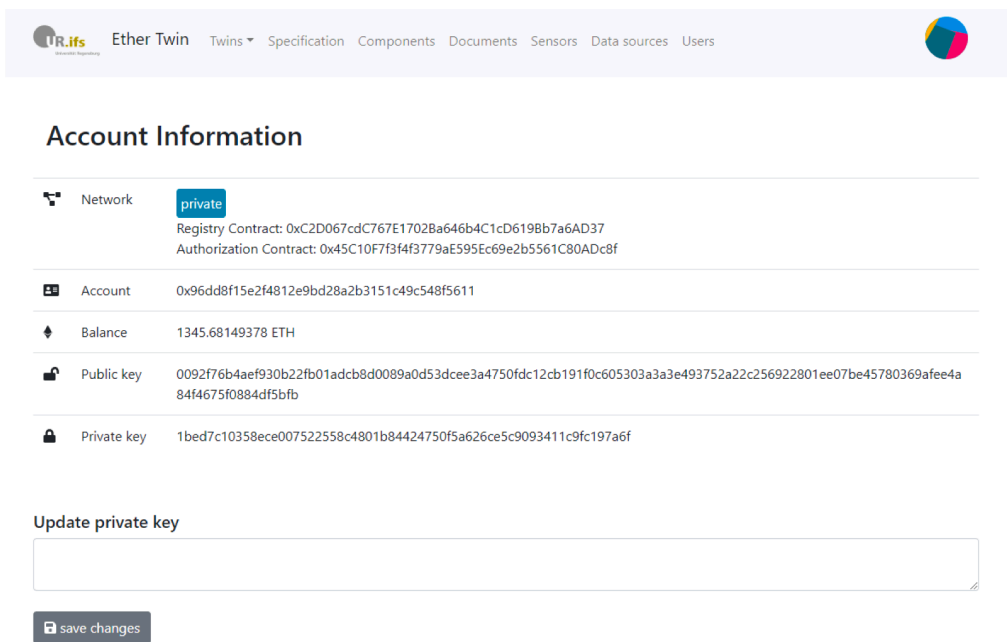 UR.ifs
Universität Regensburg
Ether Twin Twins Specification Components Documents Sensors Data sources Users
Account Information
Network private
Registry Contract: 0xC2D067cdC767E1702Ba646b4C1cD619Bb7a6AD37
Authorization Contract: 0x45C10F7f3f4f3779aE595Ec69e2b5561C80ADc8f
Account 0x96dd8f15e2f4812e9bd28a2b3151c49c548f5611
Balance 1345.68149378 ETH
Public key 0092f76b4aef930b22fb01adcb8d0089a0d53dcee3a4750fdc12cb191f0c605303a3a3e493752a22c256922801ee07be45780369afee4a
84f4675f0884df5bfb
Private key 1bed7c10358ece007522558c4801b84424750f5a626ce5c9093411c9fc197a6f
Update private key
save changes